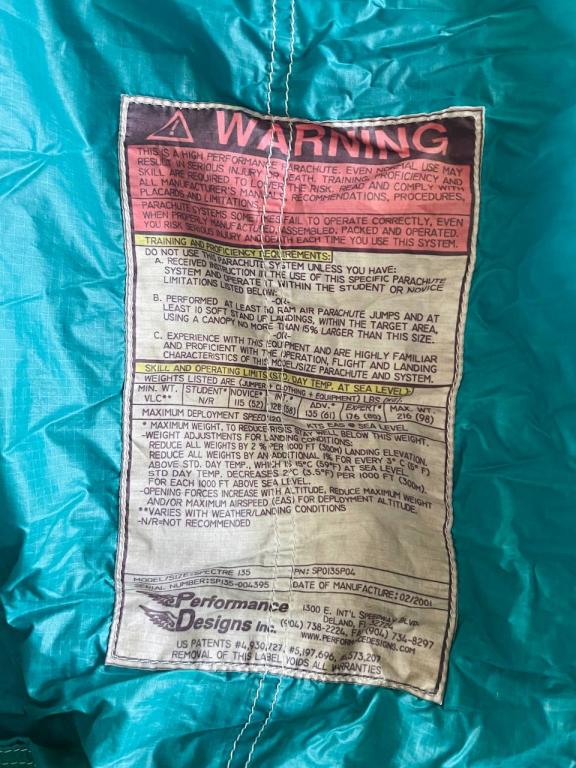 WARNING
THIS IS A HIGH PERFORMANCE PARACHUTE. EVEN NORMAL USE MAY
RESULT IN SERIOUS INJURY OR DEATH. TRAINING, PROFICIENCY AND
SKILL ARE REQUIRED TO LOWER THE RISK. READ AND COMPLY WITH
ALL MANUFACTURER'S MANUALS, RECOMMENDATIONS, PROCEDURES,
PLACARDS AND LIMITATIONS.
PARACHUTE SYSTEMS SOMETIMES FAIL TO OPERATE CORRECTLY, EVEN
WHEN PROPERLY MANUFACTURED, ASSEMBLED, PACKED AND OPERATED.
YOU RISK SERIOUS INJURY AND DEATH EACH TIME YOU USE THIS SYSTEM.
TRAINING AND PROFICIENCY REQUIREMENTS:
DO NOT USE THIS PARACHUTE SYSTEM UNLESS YOU HAVE:
A. RECEIVED INSTRUCTION IN THE USE OF THIS SPECIFIC PARACHUTE
SYSTEM AND OPERATE IT WITHIN THE STUDENT OR NOVICE
LIMITATIONS LISTED BELOW.
-OR-
B. PERFORMED AT LEAST 110 RAM AIR PARACHUTE JUMPS AND AT
LEAST 10 SOFT STAND UP LANDINGS, WITHIN THE TARGET AREA,
USING A CANOPY NO MORE THAN 15% LARGER THAN THIS SIZE.
-OR-
C. EXPERIENCE WITH THIS EQUIPMENT AND ARE HIGHLY FAMILIAR
AND PROFICIENT WITH THE OPERATION, FLIGHT AND LANDING
CHARACTERISTICS OF THIS MODEL/SIZE PARACHUTE AND SYSTEM.
SKILL AND OPERATING LIMITS (STD. DAY TEMP. AT SEA LEVEL)
WEIGHTS LISTED ARE (JUMPER + CLOTHING + EQUIPMENT) LBS (KG)
MIN. WT. STUDENT* NOVICE* INT.* ADV.* EXPERT* MAX. WT.
VLC** N/R 115 (52) 128 (58) 135 (61) 176 (80) 216 (98)
MAXIMUM DEPLOYMENT SPEED: 120 KTS EAS @ SEA LEVEL
* MAXIMUM WEIGHT, TO REDUCE RISKS STAY WELL BELOW THIS WEIGHT.
-WEIGHT ADJUSTMENTS FOR LANDING CONDITIONS:
REDUCE ALL WEIGHTS BY 2 % PER 1000 FT (300M) LANDING ELEVATION.
REDUCE ALL WEIGHTS BY AN ADDITIONAL 1% FOR EVERY 3°C (5°F)
ABOVE STD. DAY TEMP., WHICH IS 15°C (59°F) AT SEA LEVEL.
STD DAY TEMP. DECREASES 2°C (3.5°F) PER 1000 FT (300M).
FOR EACH 1000 FT ABOVE SEA LEVEL.
-OPENING FORCES INCREASE WITH ALTITUDE, REDUCE MAXIMUM WEIGHT
AND/OR MAXIMUM AIRSPEED (EAS) FOR DEPLOYMENT ALTITUDE.
**VARIES WITH WEATHER/LANDING CONDITIONS
-N/R=NOT RECOMMENDED
MODEL/SIZE: SPECTRE 135 PN: SP0135P04
SERIAL NUMBER: SP135-004395 DATE OF MANUFACTURE: 02/2001
Performance Designs Inc.
1300 E. INT'L SPEEDWAY BLVD.
DELAND, FL 32724
(904) 738-2224, FAX (904) 734-8297
WWW.PERFORMANCEDESIGNS.COM
US PATENTS #4,930,727, #5,197,696, #5,573,207
REMOVAL OF THIS LABEL VOIDS ALL WARRANTIES